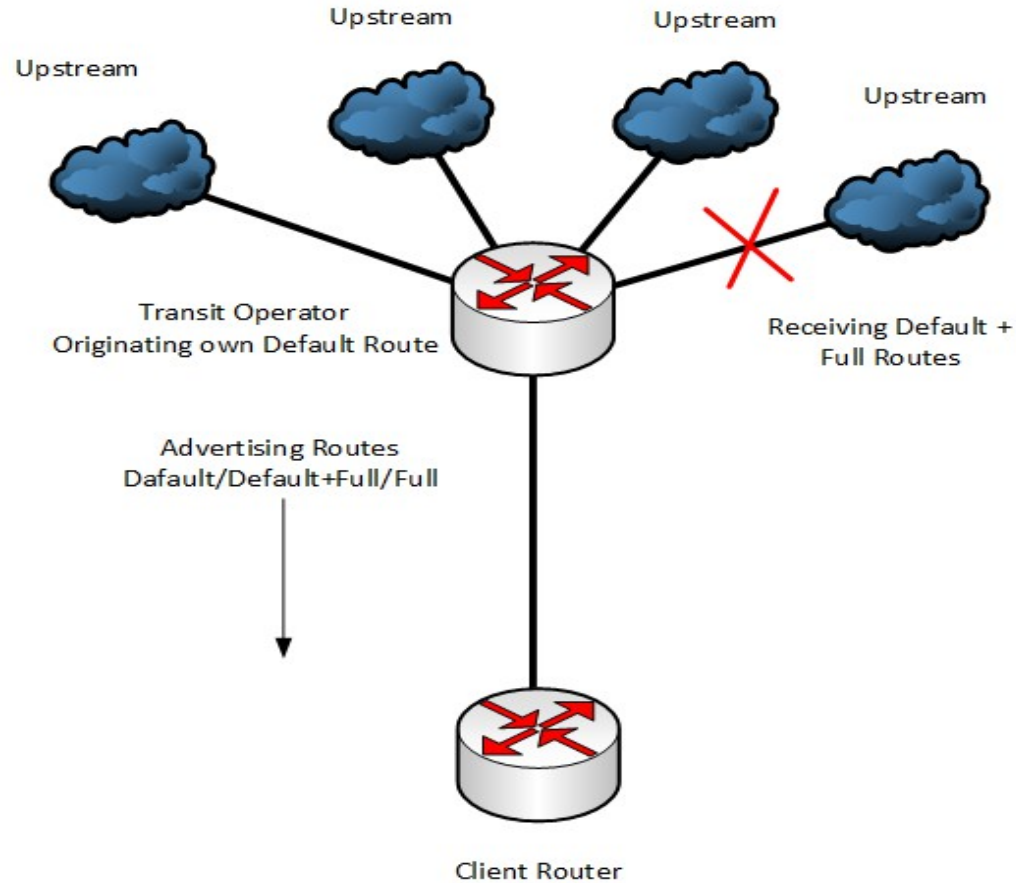 Upstream
Upstream
Upstream
Upstream
Transit Operator
Originating own Default Route
Receiving Default +
Full Routes
Advertising Routes
Dafault/Default+Full/Full
Client Router